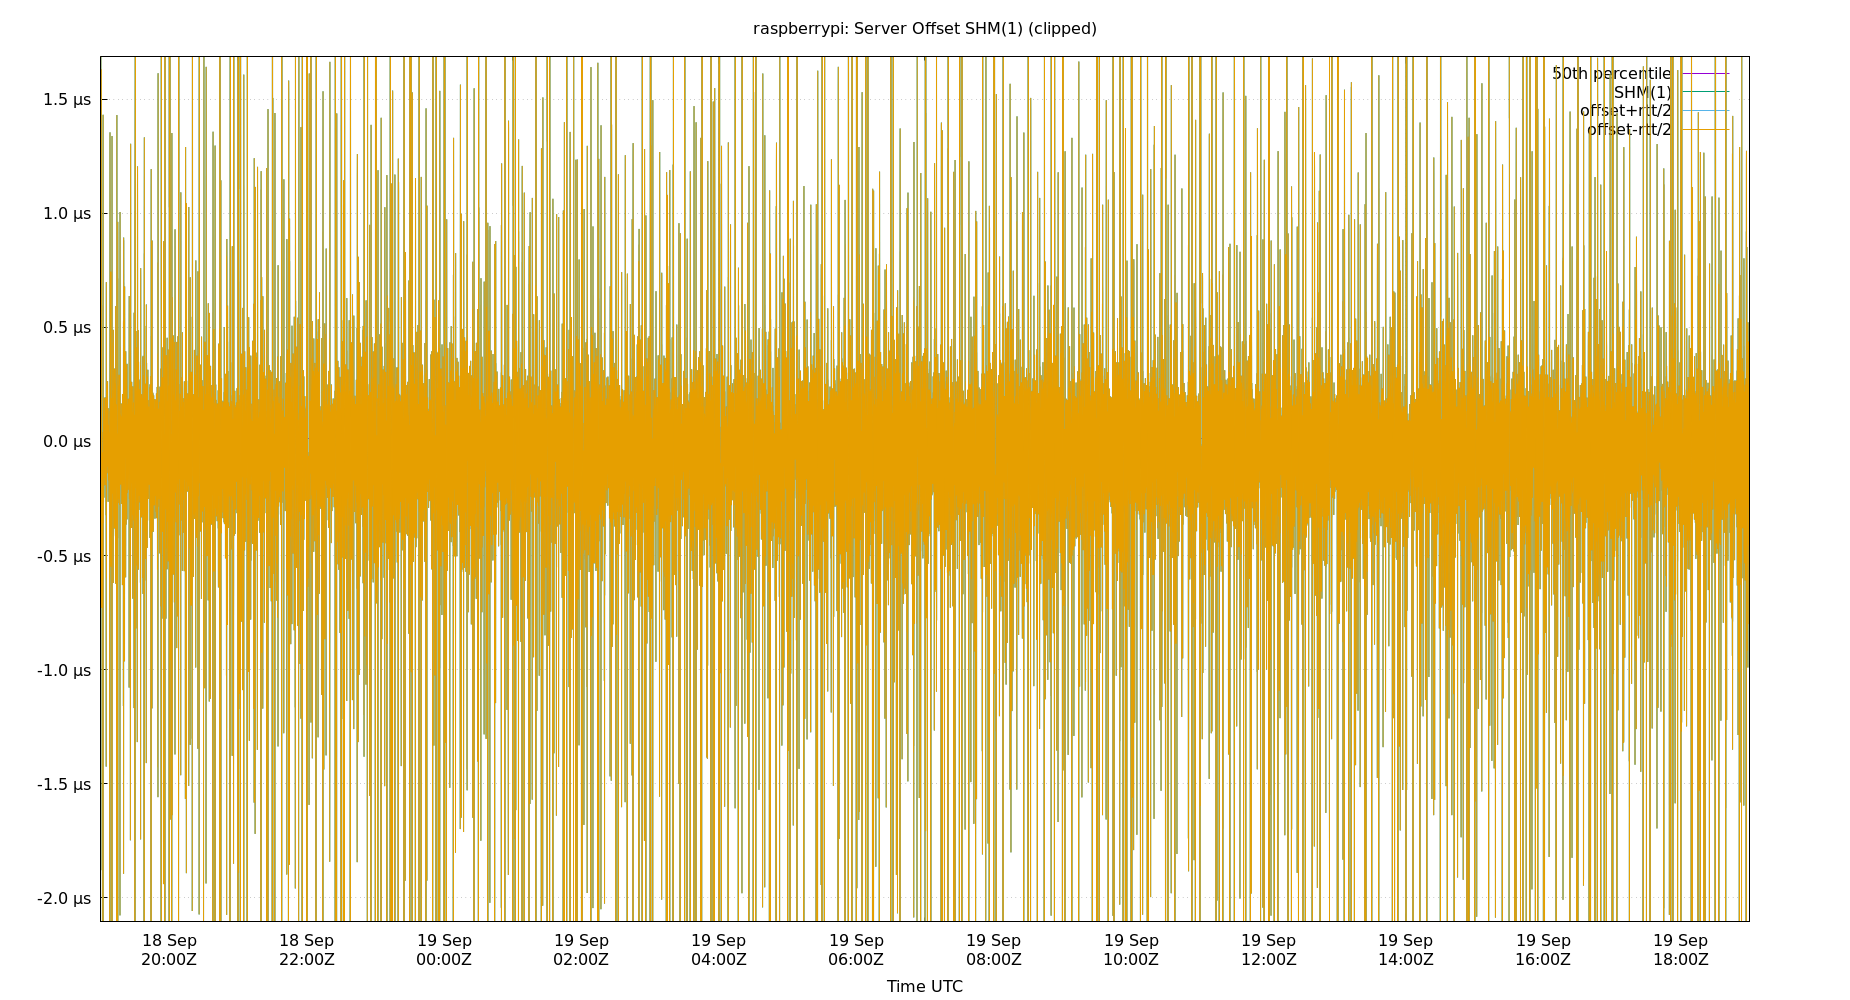 raspberrypi: Server Offset SHM(1) (clipped)
50th percentile
SHM(1)
offset+rtt/2
offset-rtt/2
1.5 µs
1.0 µs
0.5 µs
0.0 µs
-0.5 µs
-1.0 µs
-1.5 µs
-2.0 µs
18 Sep 18 Sep 19 Sep 19 Sep 19 Sep 19 Sep 19 Sep 19 Sep 19 Sep 19 Sep 19 Sep 19 Sep
20:00Z 22:00Z 00:00Z 02:00Z 04:00Z 06:00Z 08:00Z 10:00Z 12:00Z 14:00Z 16:00Z 18:00Z
Time UTC